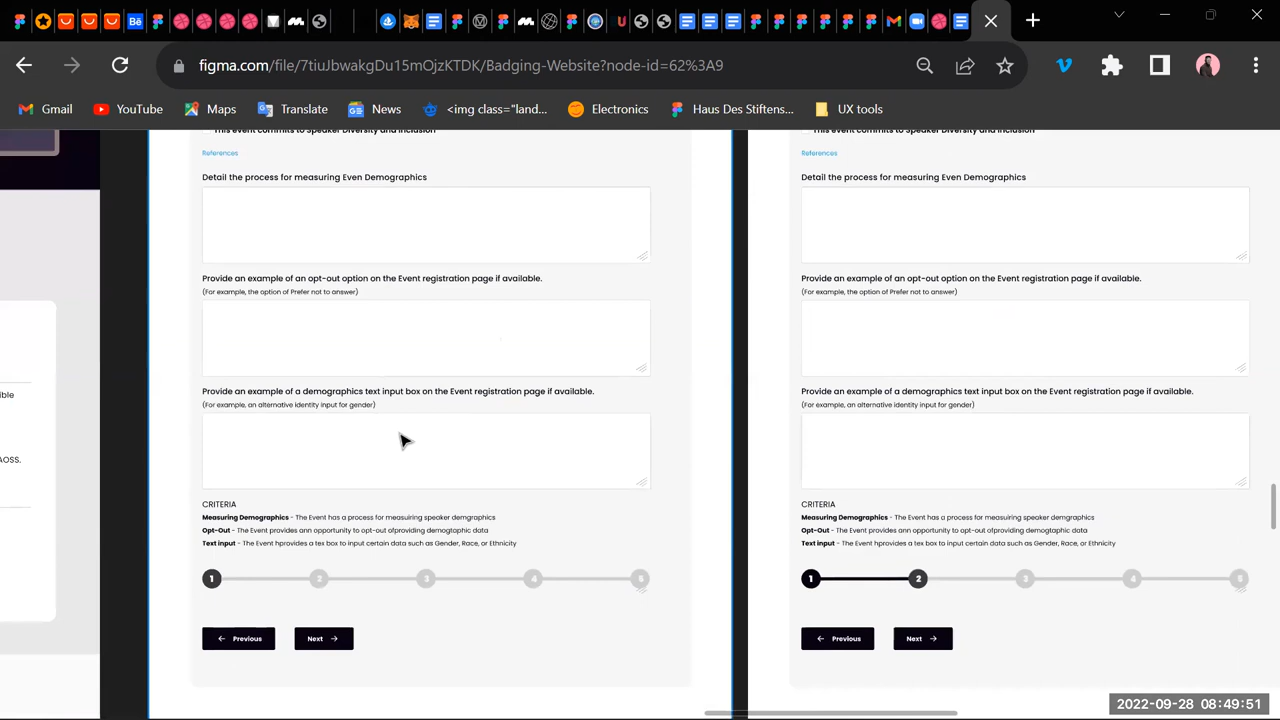 figma.com/file/7tiuJbwakgDu15mOjzKTDK/Badging-Website?node-id=62%3A9
Gmail YouTube Maps Translate News <img class="land... Electronics Haus Des Stiftens... UX tools
This event commits to Speaker Diversity and Inclusion
References
Detail the process for measuring Even Demographics
Provide an example of an opt-out option on the Event registration page if available.
(For example, the option of Prefer not to answer)
Provide an example of a demographics text input box on the Event registration page if available.
(For example, an alternative identity input for gender)
CRITERIA
Measuring Demographics - The Event has a process for measuiring speaker demgraphics
Opt-Out - The Event provides ann opportunity to opt-out ofproviding demogtaphic data
Text input - The Event hprovides a tex box to input certain data such as Gender, Race, or Ethnicity
1 2 3 4 5
Previous Next
This event commits to Speaker Diversity and Inclusion
References
Detail the process for measuring Even Demographics
Provide an example of an opt-out option on the Event registration page if available.
(For example, the option of Prefer not to answer)
Provide an example of a demographics text input box on the Event registration page if available.
(For example, an alternative identity input for gender)
CRITERIA
Measuring Demographics - The Event has a process for measuiring speaker demgraphics
Opt-Out - The Event provides ann opportunity to opt-out ofproviding demogtaphic data
Text input - The Event hprovides a tex box to input certain data such as Gender, Race, or Ethnicity
1 2 3 4 5
Previous Next
AOSS.
2022-09-28 08:49:51